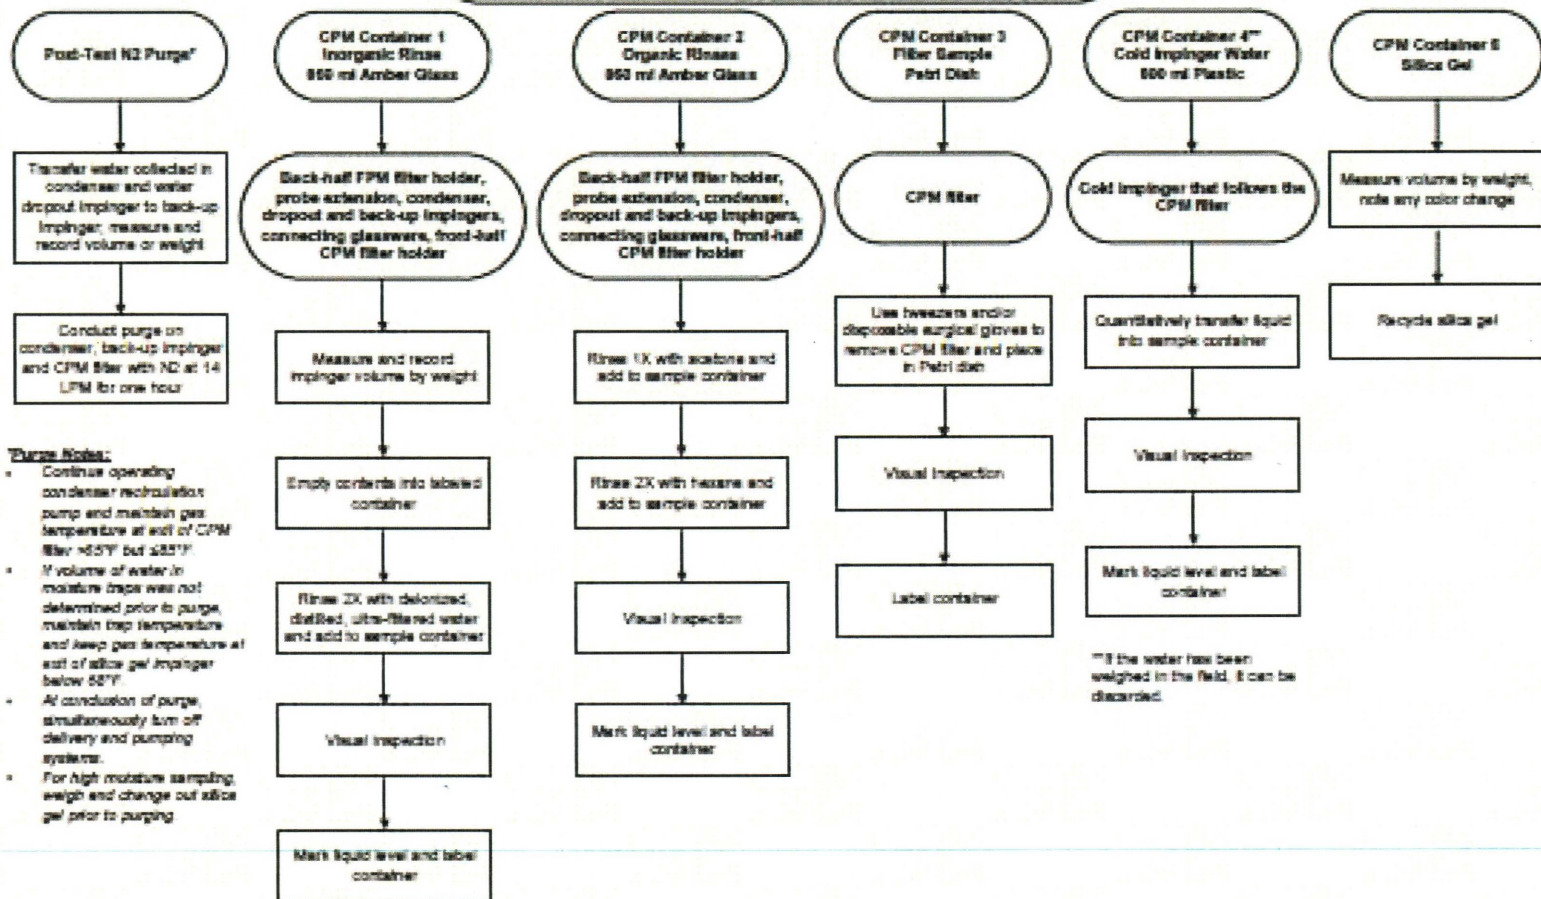 Post-Test N2 Purge*
Transfer water collected in
condenser and water
dropout impinger to back-up
impinger; measure and
record volume or weight
Conduct purge on
condenser, back-up impinger
and CPM filter with N2 at 14
LPM for one hour
*Purge Notes:
• Continue operating
condenser recirculation
pump and maintain gas
temperature at exit of CPM
filter >65°F but ≤85°F.
• If volume of water in
moisture traps was not
determined prior to purge,
maintain trap temperature
and keep gas temperature at
exit of silica gel impinger
below 68°F.
• At conclusion of purge,
simultaneously turn off
delivery and pumping
systems.
• For high moisture sampling,
weigh and change out silica
gel prior to purging.
CPM Container 1
Inorganic Rinse
950 ml Amber Glass
Back-half FPM filter holder,
probe extension, condenser,
dropout and back-up impingers,
connecting glassware, front-half
CPM filter holder
Measure and record
impinger volume by weight
Empty contents into labeled
container
Rinse 2X with deionized,
distilled, ultra-filtered water
and add to sample container
Visual Inspection
Mark liquid level and label
container
CPM Container 2
Organic Rinses
950 ml Amber Glass
Back-half FPM filter holder,
probe extension, condenser,
dropout and back-up impingers,
connecting glassware, front-half
CPM filter holder
Rinse 1X with acetone and
add to sample container
Rinse 2X with hexane and
add to sample container
Visual Inspection
Mark liquid level and label
container
CPM Container 3
Filter Sample
Petri Dish
CPM filter
Use tweezers and/or
disposable surgical gloves to
remove CPM filter and place
in Petri dish
Visual Inspection
Label container
CPM Container 4**
Cold Impinger Water
500 ml Plastic
Cold impinger that follows the
CPM filter
Quantitatively transfer liquid
into sample container
Visual Inspection
Mark liquid level and label
container
**If the water has been
weighed in the field, it can be
discarded.
CPM Container 5
Silica Gel
Measure volume by weight,
note any color change
Recycle silica gel